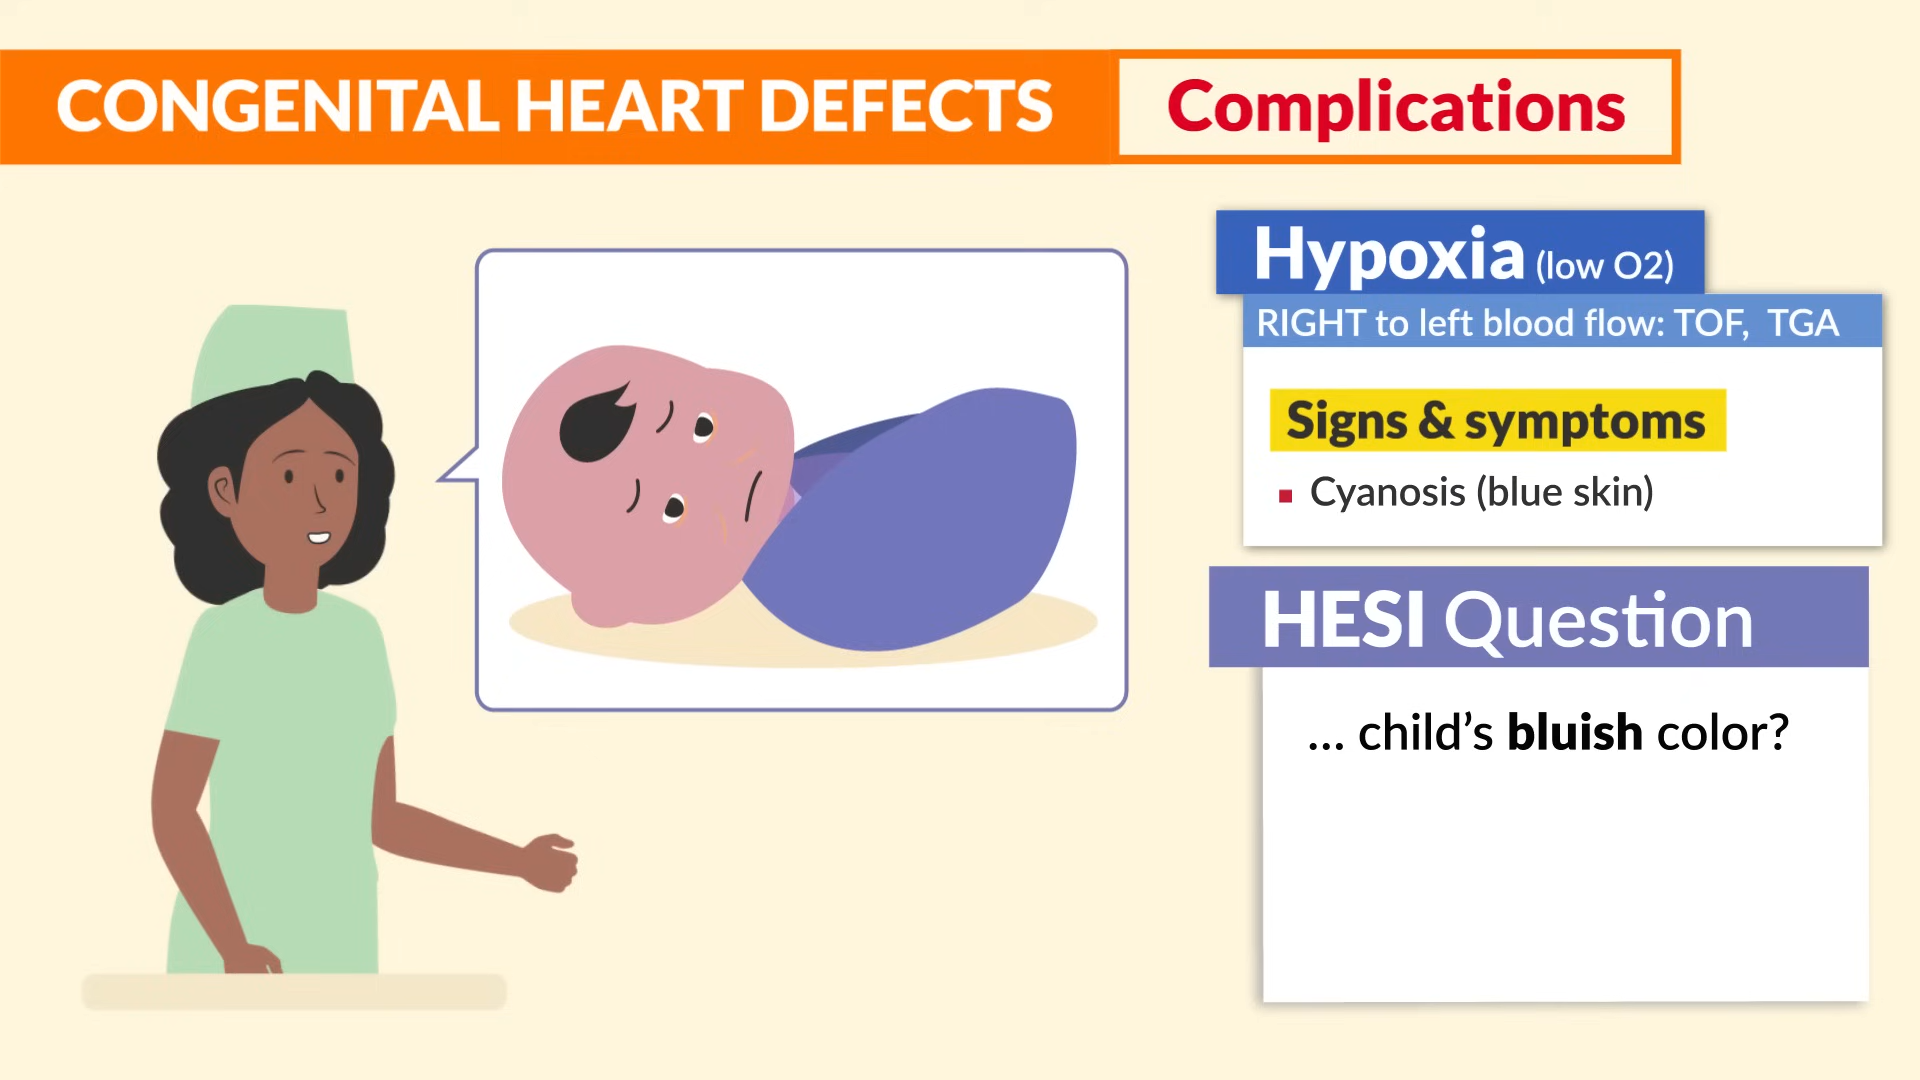 CONGENITAL HEART DEFECTS Complications
Hypoxia (low O2)
RIGHT to left blood flow: TOF, TGA
Signs & symptoms
▪ Cyanosis (blue skin)
HESI Question
... child's bluish color?